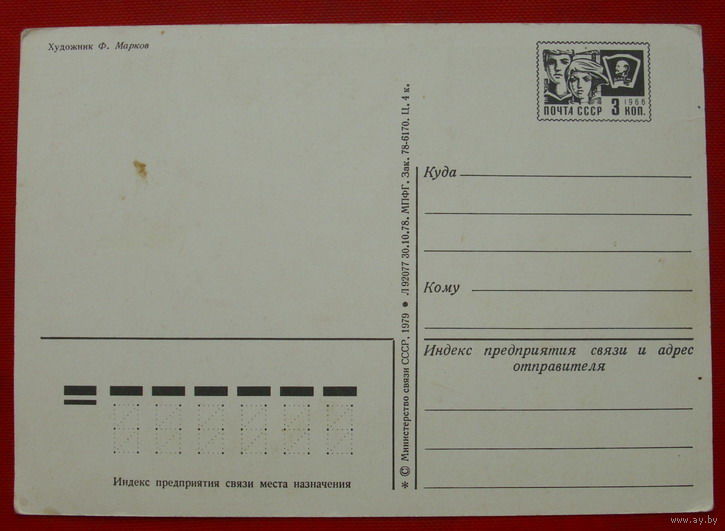 Художник Ф. Марков
1966
ПОЧТА СССР 3 КОП.
* © Министерство связи СССР, 1979 ● Л 92077 30.10.78. МПФГ. Зак. 78-6170. Ц. 4 к.
Куда
Кому
Индекс предприятия связи и адрес
отправителя
Индекс предприятия связи места назначения
www.ay.by